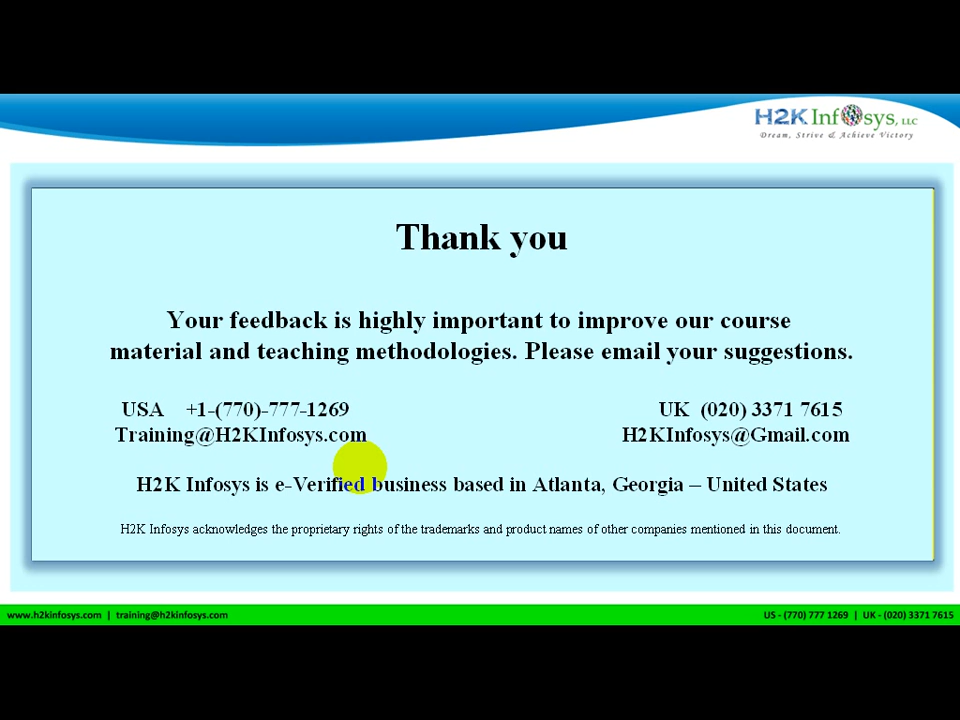 H2K Infosys, LLC
Dream, Strive & Achieve Victory
Thank you
Your feedback is highly important to improve our course
material and teaching methodologies. Please email your suggestions.
USA +1-(770)-777-1269
UK (020) 3371 7615
Training@H2KInfosys.com
H2KInfosys@Gmail.com
H2K Infosys is e-Verified business based in Atlanta, Georgia – United States
H2K Infosys acknowledges the proprietary rights of the trademarks and product names of other companies mentioned in this document.
www.h2kinfosys.com | training@h2kinfosys.com
US - (770) 777 1269 | UK - (020) 3371 7615